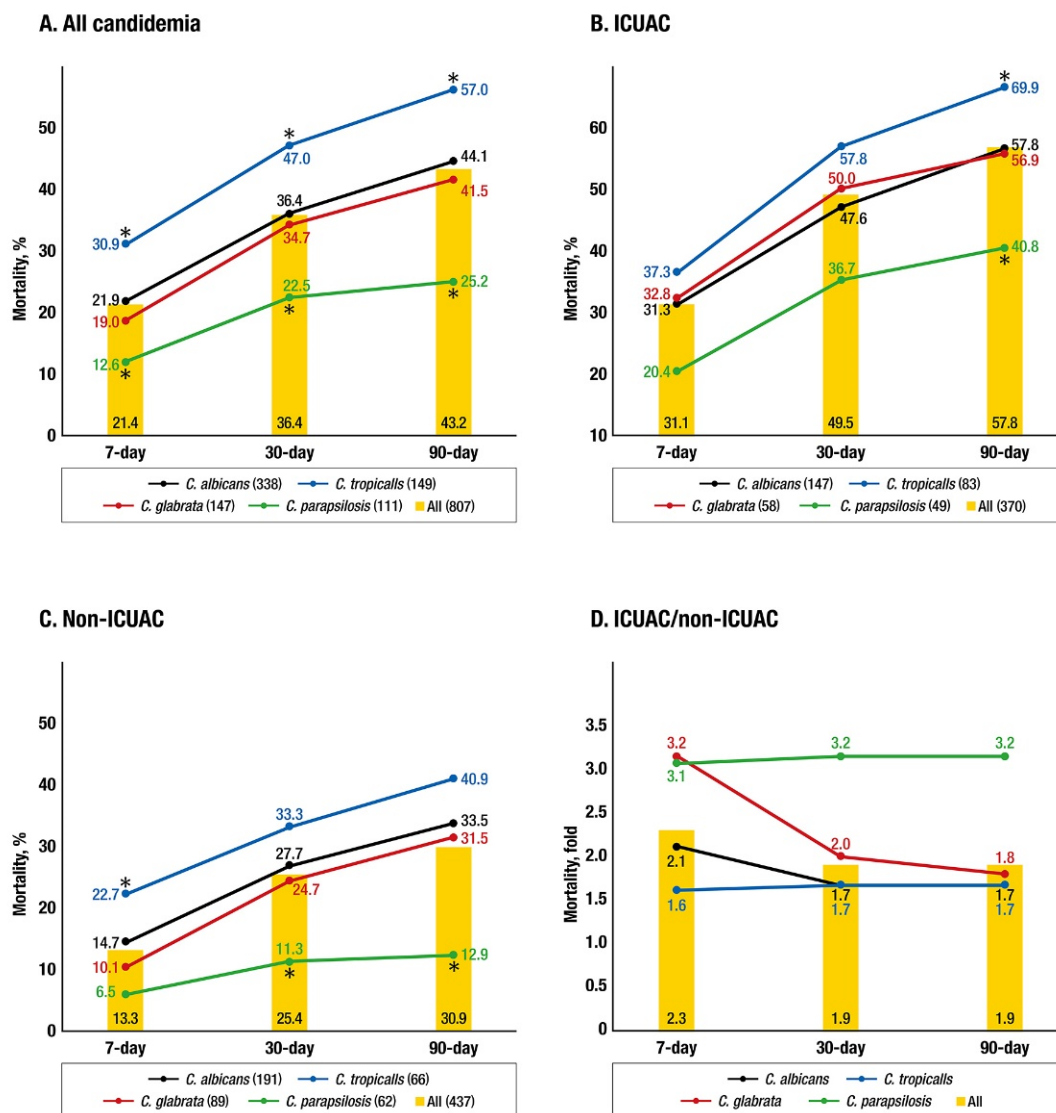 A. All candidemia
Mortality, %
50
40
30
20
10
0
*
57.0
*
47.0
44.1
41.5
*
36.4
34.7
30.9
21.9
19.0
22.5
*
25.2
*
12.6
*
21.4
36.4
43.2
7-day
30-day
90-day
C. albicans (338)
C. tropicalls (149)
C. glabrata (147)
C. parapsilosis (111)
All (807)
B. ICUAC
Mortality, %
60
50
40
30
20
10
*
69.9
57.8
57.8
56.9
50.0
47.6
37.3
32.8
31.3
36.7
40.8
*
20.4
31.1
49.5
57.8
7-day
30-day
90-day
C. albicans (147)
C. tropicalls (83)
C. glabrata (58)
C. parapsilosis (49)
All (370)
C. Non-ICUAC
Mortality, %
50
40
30
20
10
0
40.9
33.3
33.5
31.5
27.7
24.7
*
22.7
14.7
10.1
6.5
11.3
*
12.9
*
13.3
25.4
30.9
7-day
30-day
90-day
C. albicans (191)
C. tropicalls (66)
C. glabrata (89)
C. parapsilosis (62)
All (437)
D. ICUAC/non-ICUAC
Mortality, fold
3.5
3.0
2.5
2.0
1.5
1.0
0.5
0
3.2
3.1
3.2
3.2
2.1
2.0
1.8
1.6
1.7
1.7
1.7
1.7
2.3
1.9
1.9
7-day
30-day
90-day
C. albicans
C. tropicalls
C. glabrata
C. parapsilosis
All